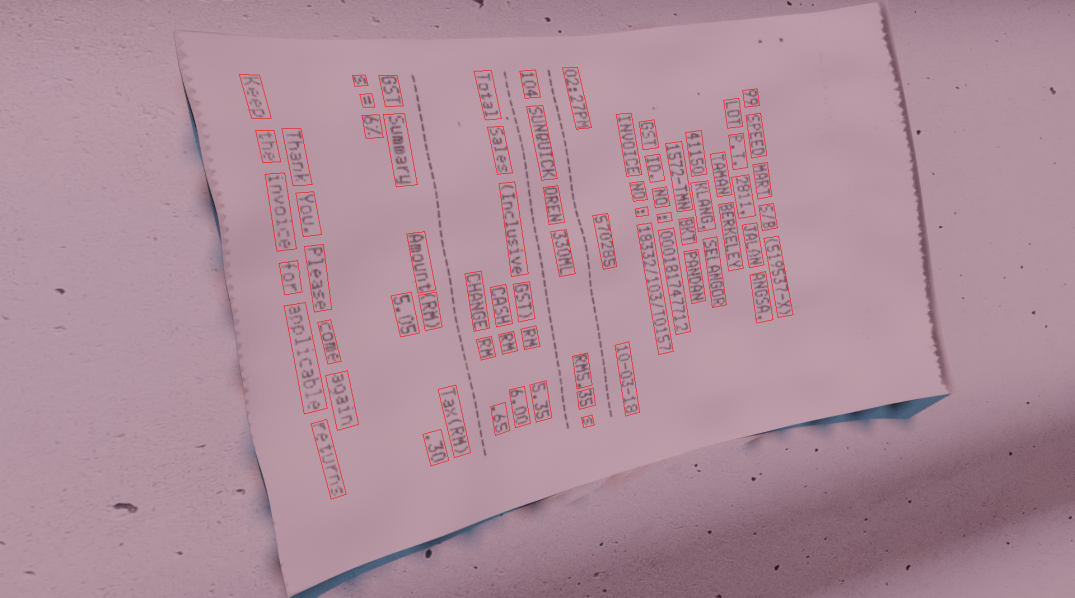 99 SPEED MART S/B (519537-X)
LOT P.T. 2811, JALAN ANGSA,
TAMAN BERKELEY
41150 KLANG, SELANGOR
1572-TMN BKT PANDAN
GST ID. NO : 000181747712
INVOICE NO : 18332/103/T0157
02:27PM 570285 10-03-18
104 SUNQUICK OREN 330ML RM5.35 S
Total Sales (Inclusive GST) RM 5.35
CASH RM 6.00
CHANGE RM .65
GST Summary Amount(RM) Tax(RM)
S = 6% 5.05 .30
Thank You. Please come again
Keep the invoice for applicable returns